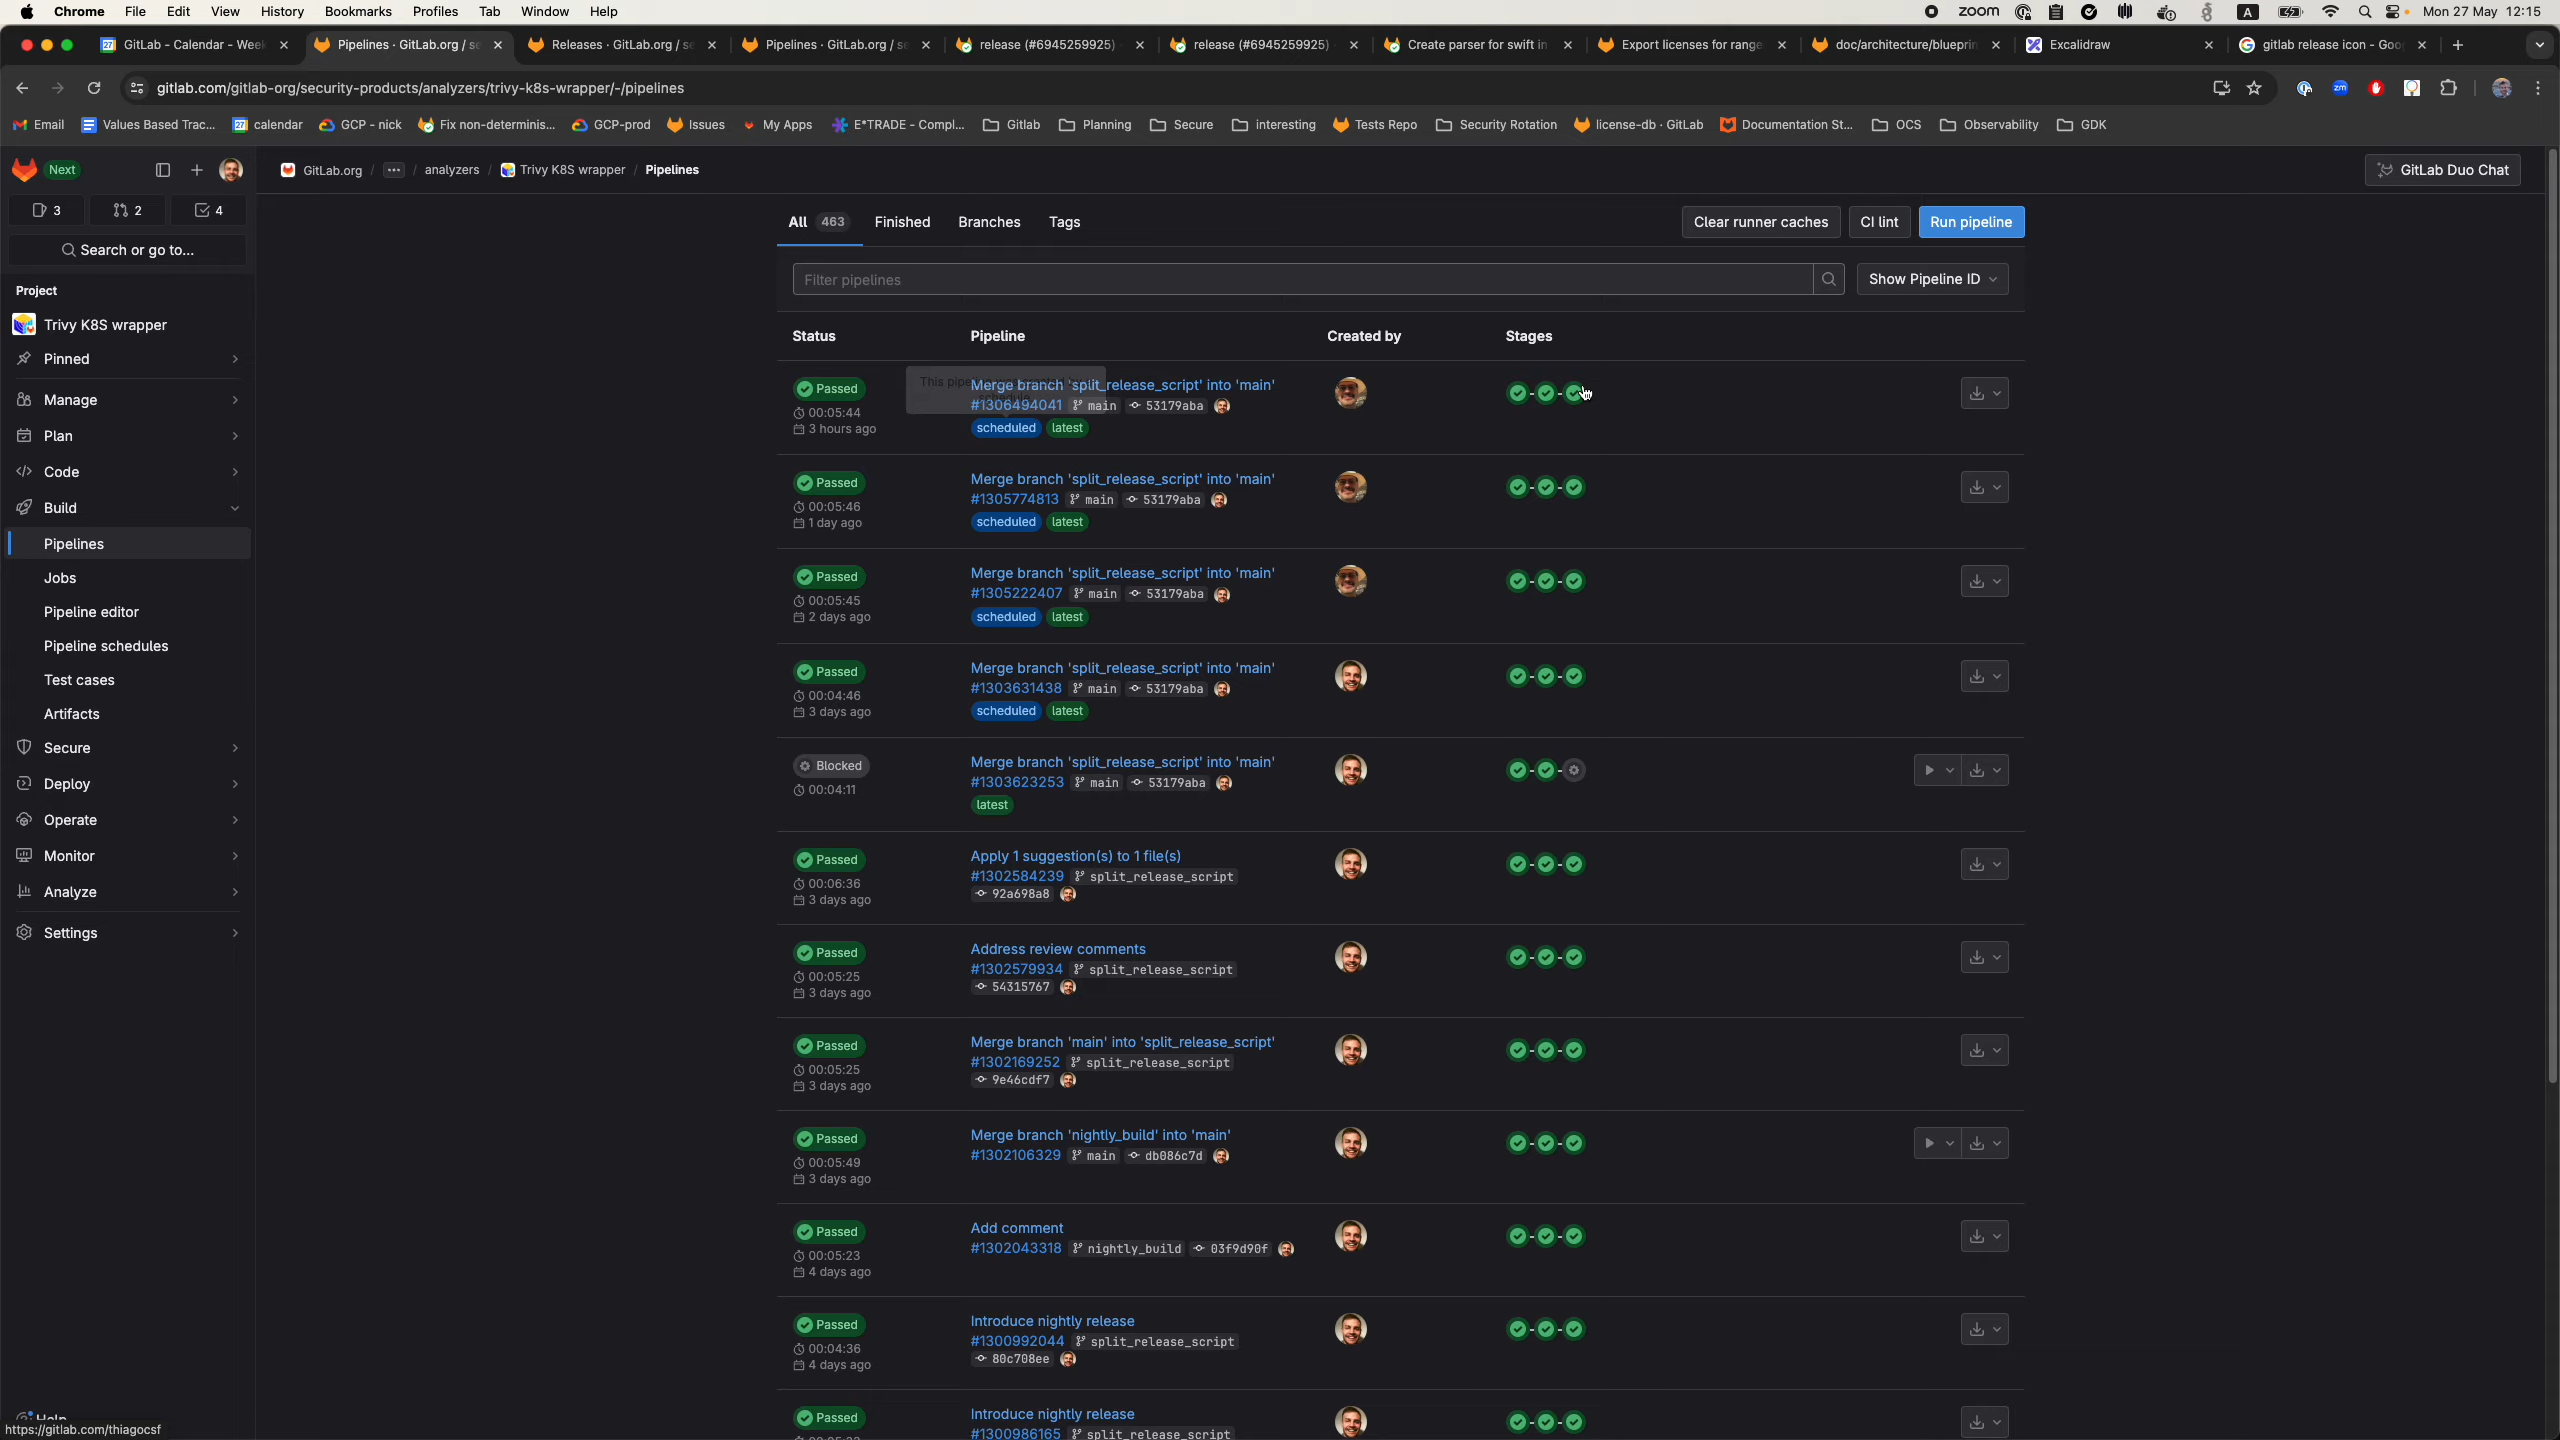 Chrome File Edit View History Bookmarks Profiles Tab Window Help
zoom A Mon 27 May 12:15
27 GitLab - Calendar - Week
Pipelines · GitLab.org / se
Releases · GitLab.org / se
Pipelines · GitLab.org / se
release (#6945259925)
release (#6945259925)
Create parser for swift in
Export licenses for range
doc/architecture/blueprin
Excalidraw
gitlab release icon - Goo
gitlab.com/gitlab-org/security-products/analyzers/trivy-k8s-wrapper/-/pipelines
zm
Email Values Based Trac... 27 calendar GCP - nick Fix non-determinis... GCP-prod Issues My Apps E*TRADE - Compl... Gitlab Planning Secure interesting Tests Repo Security Rotation license-db · GitLab Documentation St... OCS Observability GDK
Next
GitLab.org / ... / analyzers / Trivy K8S wrapper / Pipelines
GitLab Duo Chat
3 2 4
Search or go to...
Project
Trivy K8S wrapper
Pinned
Manage
Plan
Code
Build
Pipelines
Jobs
Pipeline editor
Pipeline schedules
Test cases
Artifacts
Secure
Deploy
Operate
Monitor
Analyze
Settings
Help
https://gitlab.com/thiagocsf
All 463 Finished Branches Tags
Clear runner caches CI lint Run pipeline
Filter pipelines
Show Pipeline ID
Status Pipeline Created by Stages
Passed
00:05:44
3 hours ago
Merge branch 'split_release_script' into 'main'
#1306494041 main 53179aba
scheduled latest
Passed
00:05:46
1 day ago
Merge branch 'split_release_script' into 'main'
#1305774813 main 53179aba
scheduled latest
Passed
00:05:45
2 days ago
Merge branch 'split_release_script' into 'main'
#1305222407 main 53179aba
scheduled latest
Passed
00:04:46
3 days ago
Merge branch 'split_release_script' into 'main'
#1303631438 main 53179aba
scheduled latest
Blocked
00:04:11
Merge branch 'split_release_script' into 'main'
#1303623253 main 53179aba
latest
Passed
00:06:36
3 days ago
Apply 1 suggestion(s) to 1 file(s)
#1302584239 split_release_script
92a698a8
Passed
00:05:25
3 days ago
Address review comments
#1302579934 split_release_script
54315767
Passed
00:05:25
3 days ago
Merge branch 'main' into 'split_release_script'
#1302169252 split_release_script
9e46cdf7
Passed
00:05:49
3 days ago
Merge branch 'nightly_build' into 'main'
#1302106329 main db086c7d
Passed
00:05:23
4 days ago
Add comment
#1302043318 nightly_build 03f9d90f
Passed
00:04:36
4 days ago
Introduce nightly release
#1300992044 split_release_script
80c708ee
Passed
Introduce nightly release
#1300986165 split_release_script